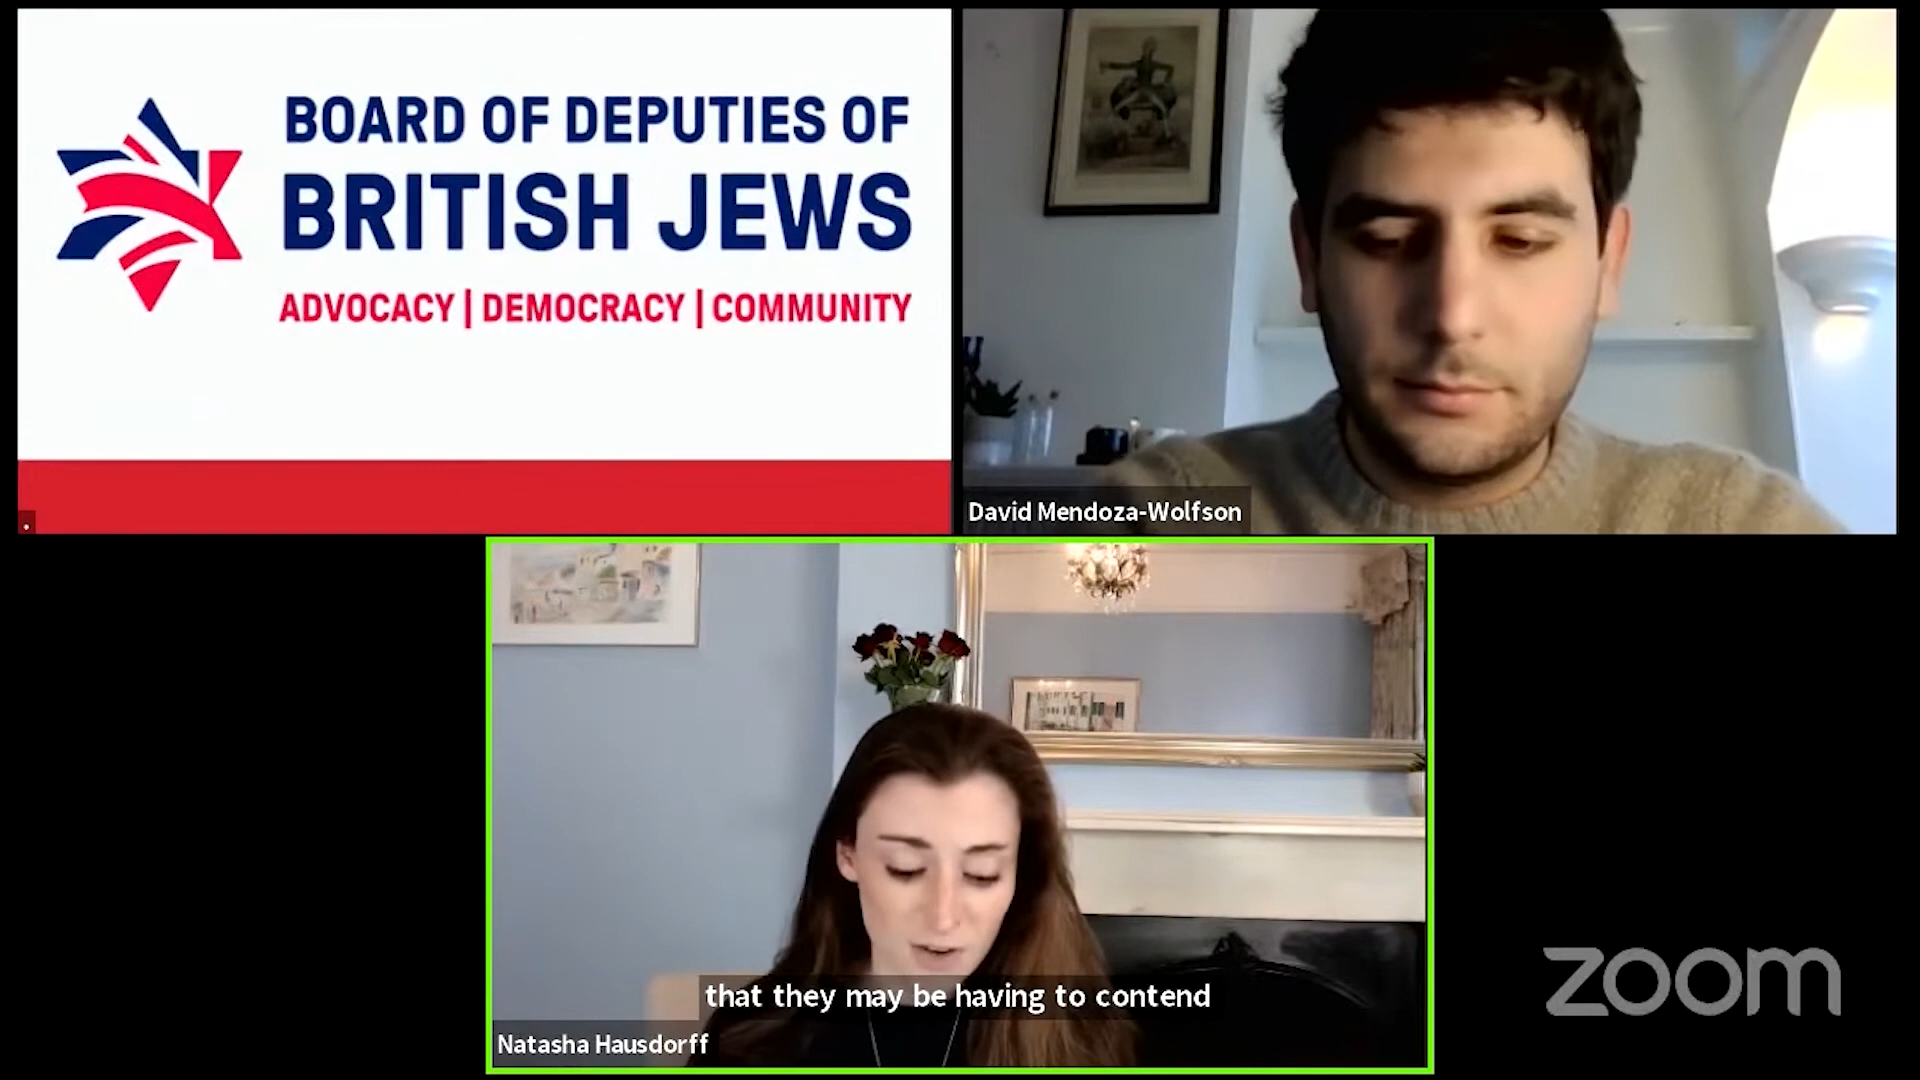 BOARD OF DEPUTIES OF
BRITISH JEWS
ADVOCACY | DEMOCRACY | COMMUNITY
David Mendoza-Wolfson
that they may be having to contend
Natasha Hausdorff
zoom